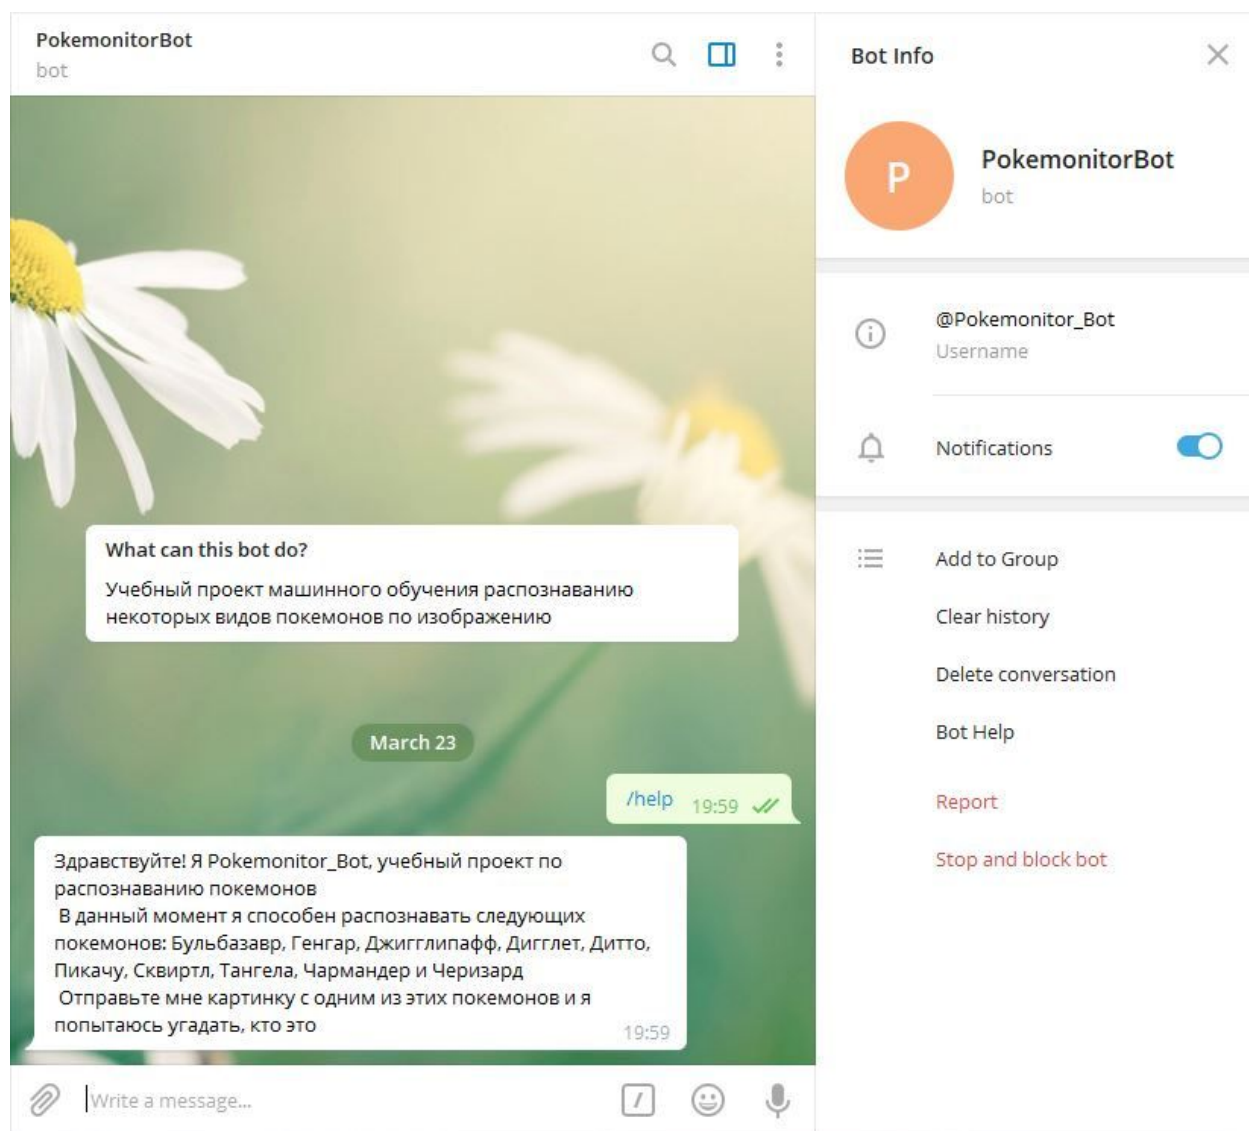 PokemonitorBot
bot
What can this bot do?
Учебный проект машинного обучения распознаванию
некоторых видов покемонов по изображению
March 23
/help 19:59
Здравствуйте! Я Pokemonitor_Bot, учебный проект по
распознаванию покемонов
В данный момент я способен распознавать следующих
покемонов: Бульбазавр, Генгар, Джигглипафф, Дигглет, Дитто,
Пикачу, Сквиртл, Тангела, Чармандер и Черизард
Отправьте мне картинку с одним из этих покемонов и я
попытаюсь угадать, кто это
19:59
Write a message...
Bot Info
P
PokemonitorBot
bot
@Pokemonitor_Bot
Username
Notifications
Add to Group
Clear history
Delete conversation
Bot Help
Report
Stop and block bot